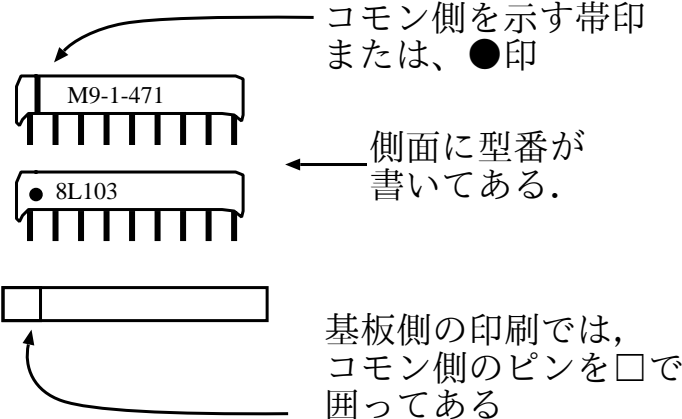 コモン側を示す帯印
または、●印
M9-1-471
側面に型番が
書いてある.
8L103
基板側の印刷では,
コモン側のピンを□で
囲ってある